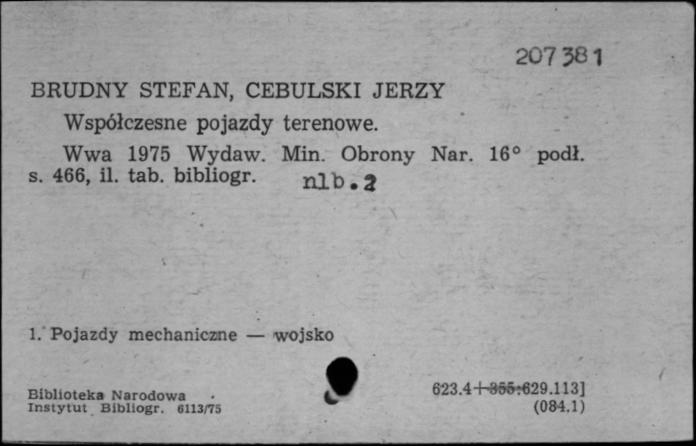 207381
BRUDNY STEFAN, CEBULSKI JERZY
Współczesne pojazdy terenowe.
Wwa 1975 Wydaw. Min. Obrony Nar. 16° podł.
s. 466, il. tab. bibliogr. nlb. 2
1. Pojazdy mechaniczne — wojsko
623.4+355:629.113]
Biblioteka Narodowa
Instytut Bibliogr. 6113/75 (084.1)